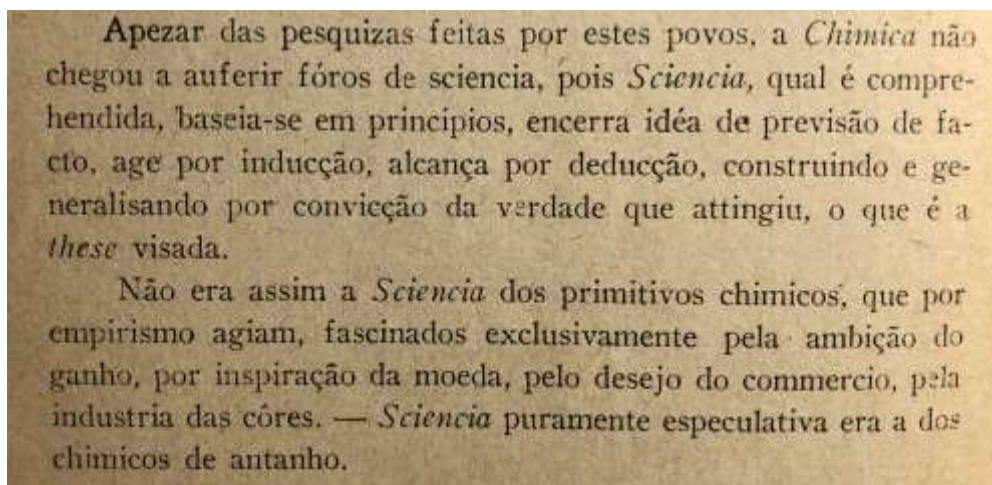 Apezar das pesquizas feitas por estes povos, a Chimica não
chegou a auferir fóros de sciencia, pois Sciencia, qual é compre-
hendida, baseia-se em principios, encerra idéa de previsão de fa-
cto, age por inducção, alcança por deducção, construindo e ge-
neralisando por convicção da verdade que attingiu, o que é a
these visada.
Não era assim a Sciencia dos primitivos chimicos, que por
empirismo agiam, fascinados exclusivamente pela ambição do
ganho, por inspiração da moeda, pelo desejo do commercio, pela
industria das côres. — Sciencia puramente especulativa era a dos
chimicos de antanho.